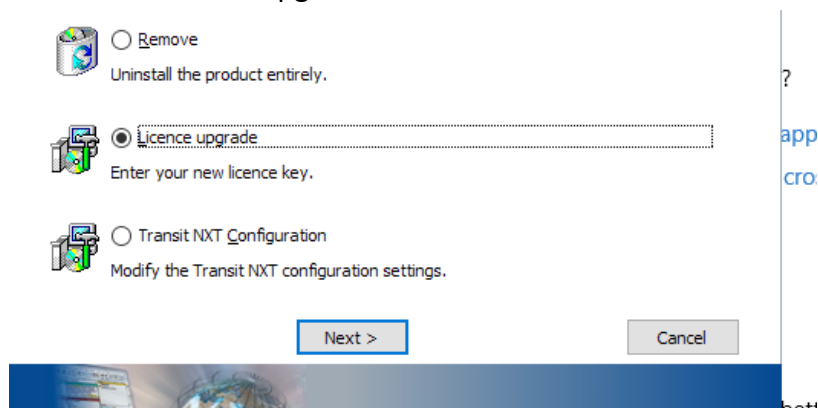 Remove
Uninstall the product entirely.
?
Licence upgrade
app
Enter your new licence key.
cro
Transit NXT Configuration
Modify the Transit NXT configuration settings.
Next >
Cancel